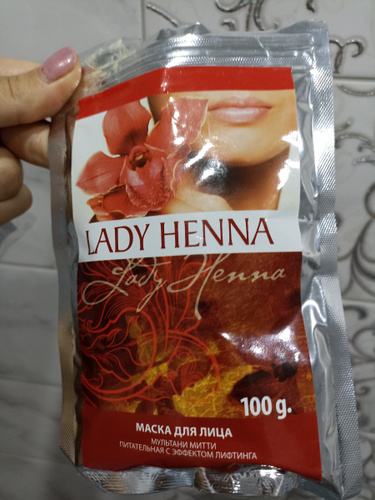 LADY HENNA
Lady Henna
100 g.
МАСКА ДЛЯ ЛИЦА
МУЛЬТАНИ МИТТИ
ПИТАТЕЛЬНАЯ С ЭФФЕКТОМ ЛИФТИНГА